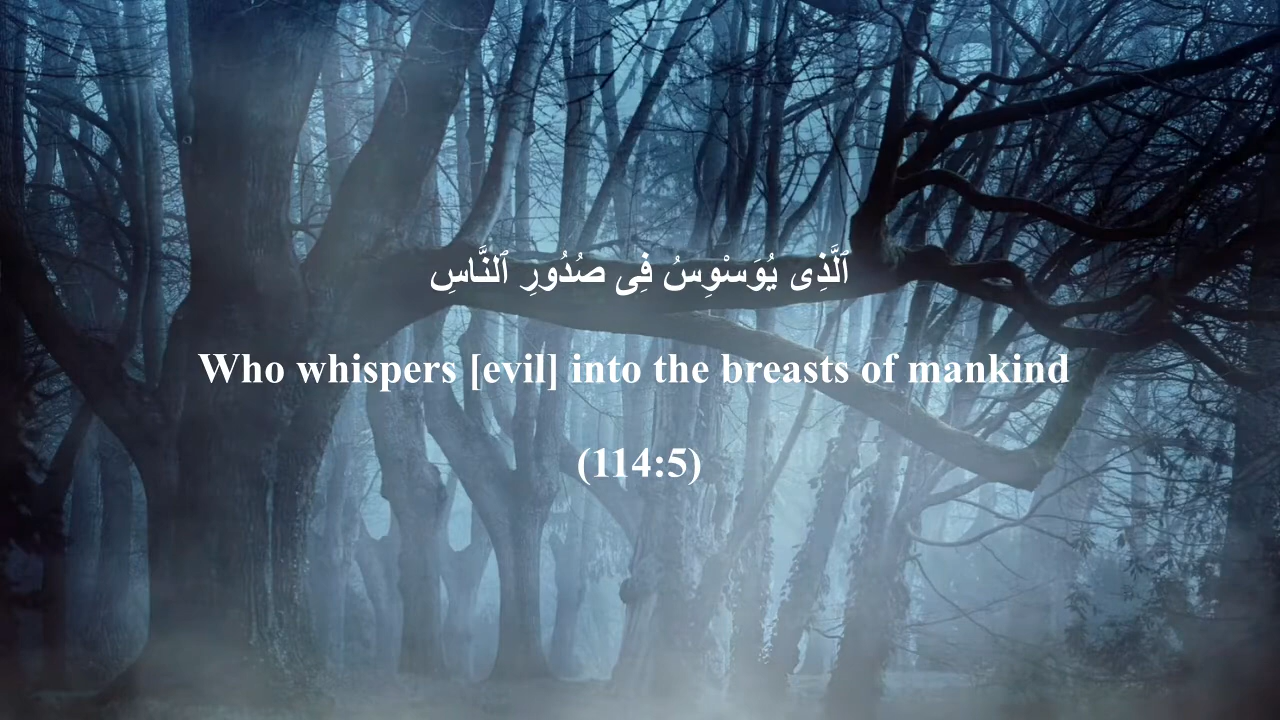 ٱلَّذِى يُوَسْوِسُ فِى صُدُورِ ٱلنَّاسِ
Who whispers [evil] into the breasts of mankind
(114:5)